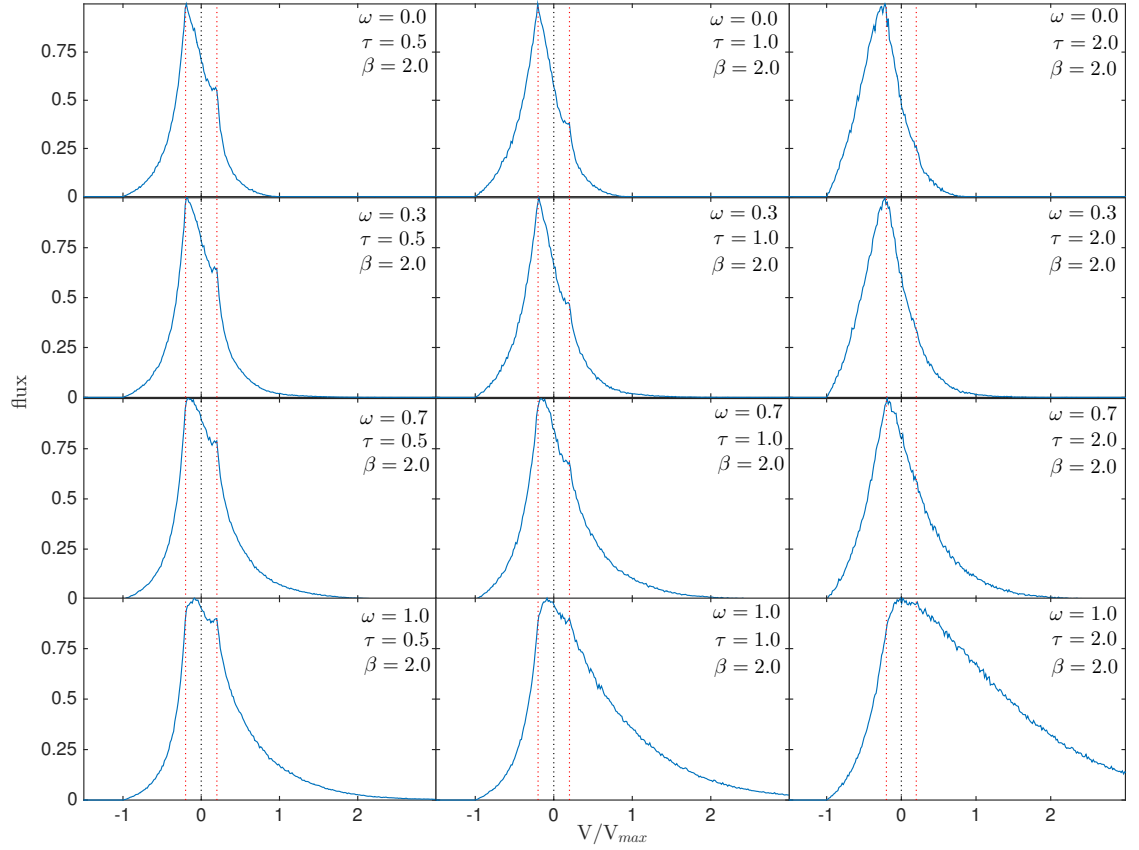 ω = 0.0
τ = 0.5
β = 2.0
ω = 0.0
τ = 1.0
β = 2.0
ω = 0.0
τ = 2.0
β = 2.0
0.75
0.5
0.25
0
ω = 0.3
τ = 0.5
β = 2.0
ω = 0.3
τ = 1.0
β = 2.0
ω = 0.3
τ = 2.0
β = 2.0
0.75
0.5
0.25
0
flux
ω = 0.7
τ = 0.5
β = 2.0
ω = 0.7
τ = 1.0
β = 2.0
ω = 0.7
τ = 2.0
β = 2.0
0.75
0.5
0.25
0
ω = 1.0
τ = 0.5
β = 2.0
ω = 1.0
τ = 1.0
β = 2.0
ω = 1.0
τ = 2.0
β = 2.0
0.75
0.5
0.25
0
-1 0 1 2 -1 0 1 2 -1 0 1 2
V/Vmax